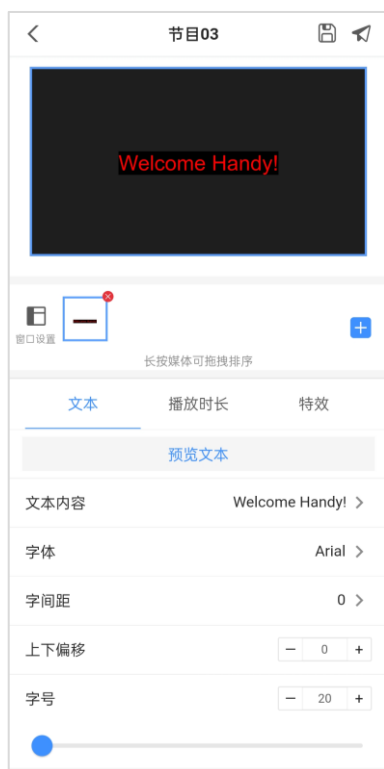 节目03
Welcome Handy!
窗口设置
长按媒体可拖拽排序
文本 播放时长 特效
预览文本
文本内容 Welcome Handy!
字体 Arial
字间距 0
上下偏移 — 0 +
字号 — 20 +